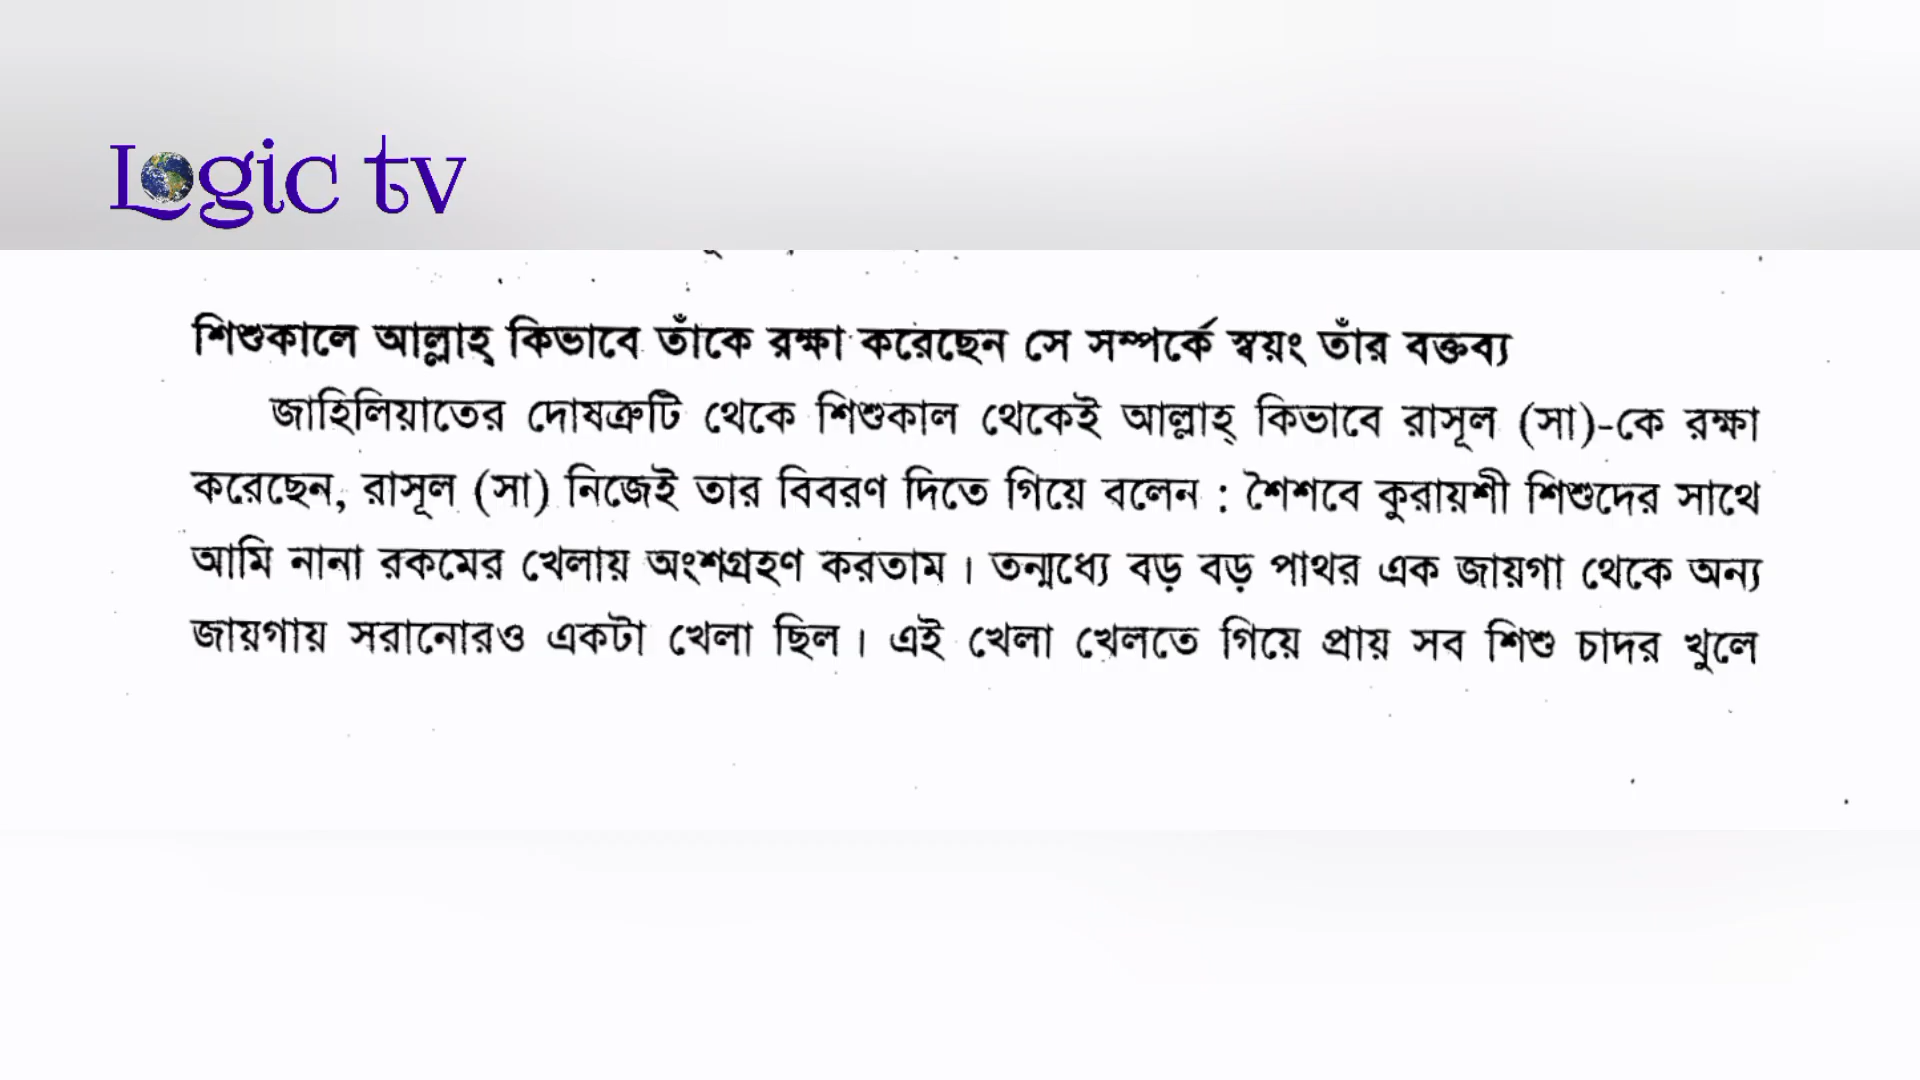 Logic tv
শিশুকালে আল্লাহ্ কিভাবে তাঁকে রক্ষা করেছেন সে সম্পর্কে স্বয়ং তাঁর বক্তব্য
জাহিলিয়াতের দোষত্রুটি থেকে শিশুকাল থেকেই আল্লাহ্ কিভাবে রাসূল (সা)-কে রক্ষা
করেছেন, রাসূল (সা) নিজেই তার বিবরণ দিতে গিয়ে বলেন : শৈশবে কুরায়শী শিশুদের সাথে
আমি নানা রকমের খেলায় অংশগ্রহণ করতাম। তন্মধ্যে বড় বড় পাথর এক জায়গা থেকে অন্য
জায়গায় সরানোরও একটা খেলা ছিল। এই খেলা খেলতে গিয়ে প্রায় সব শিশু চাদর খুলে